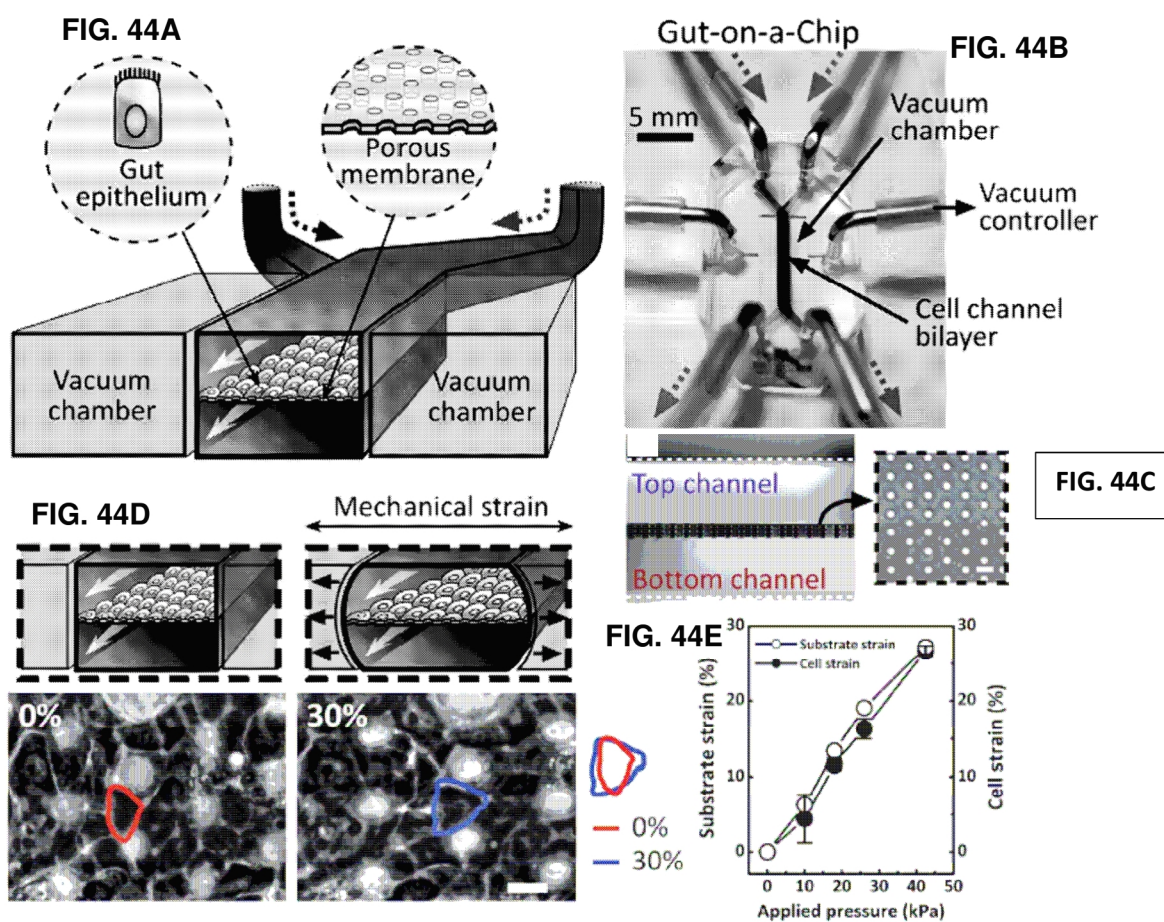 FIG. 44A
Gut
epithelium
Porous
membrane
Vacuum
chamber
Vacuum
chamber
Gut-on-a-Chip
FIG. 44B
5 mm
Vacuum
chamber
Vacuum
controller
Cell channel
bilayer
Top channel
Bottom channel
FIG. 44C
FIG. 44D
Mechanical strain
0%
30%
0%
30%
FIG. 44E
Substrate strain
Cell strain
Substrate strain (%)
30
20
10
0
Cell strain (%)
30
20
10
0
0 10 20 30 40 50
Applied pressure (kPa)